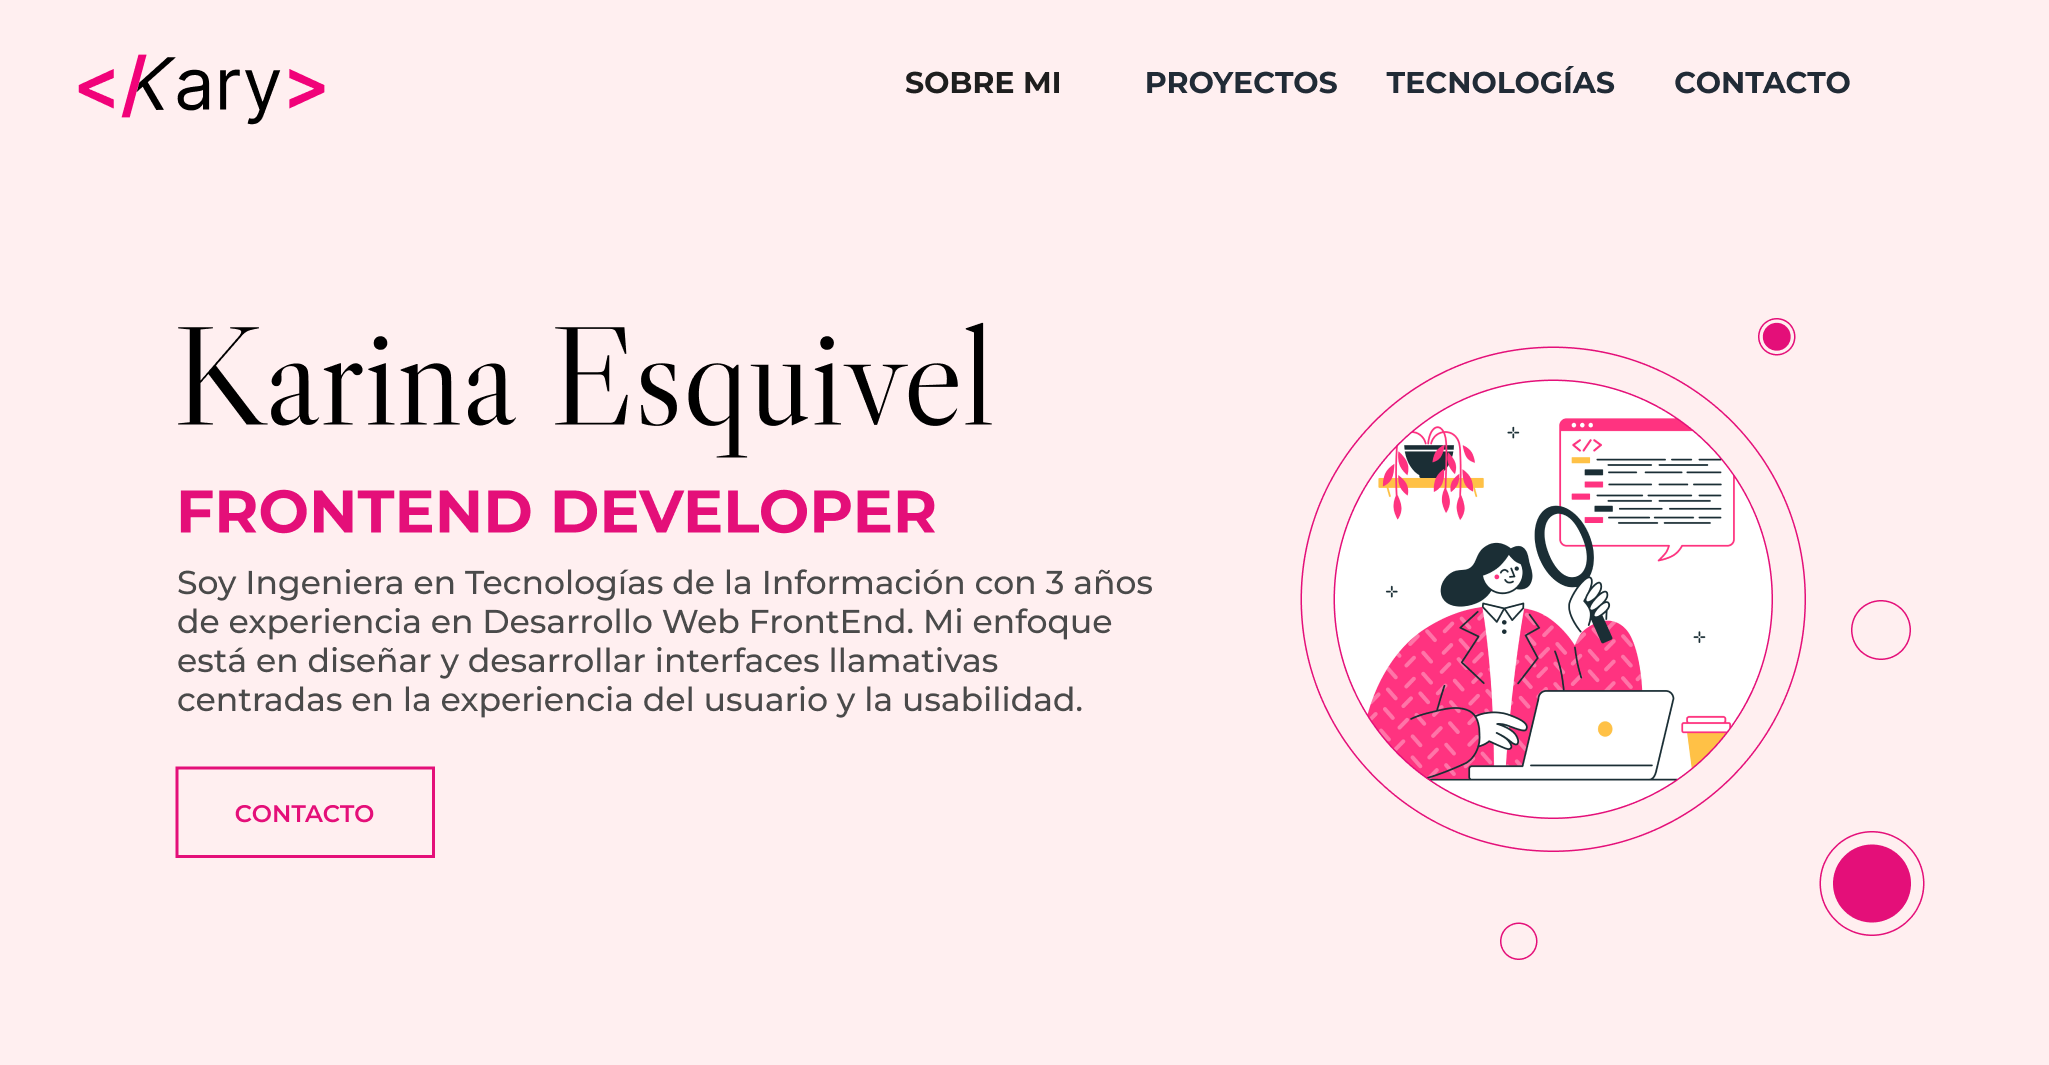 </Kary>
SOBRE MI PROYECTOS TECNOLOGÍAS CONTACTO
Karina Esquivel
FRONTEND DEVELOPER
Soy Ingeniera en Tecnologías de la Información con 3 años
de experiencia en Desarrollo Web FrontEnd. Mi enfoque
está en diseñar y desarrollar interfaces llamativas
centradas en la experiencia del usuario y la usabilidad.
CONTACTO
</>